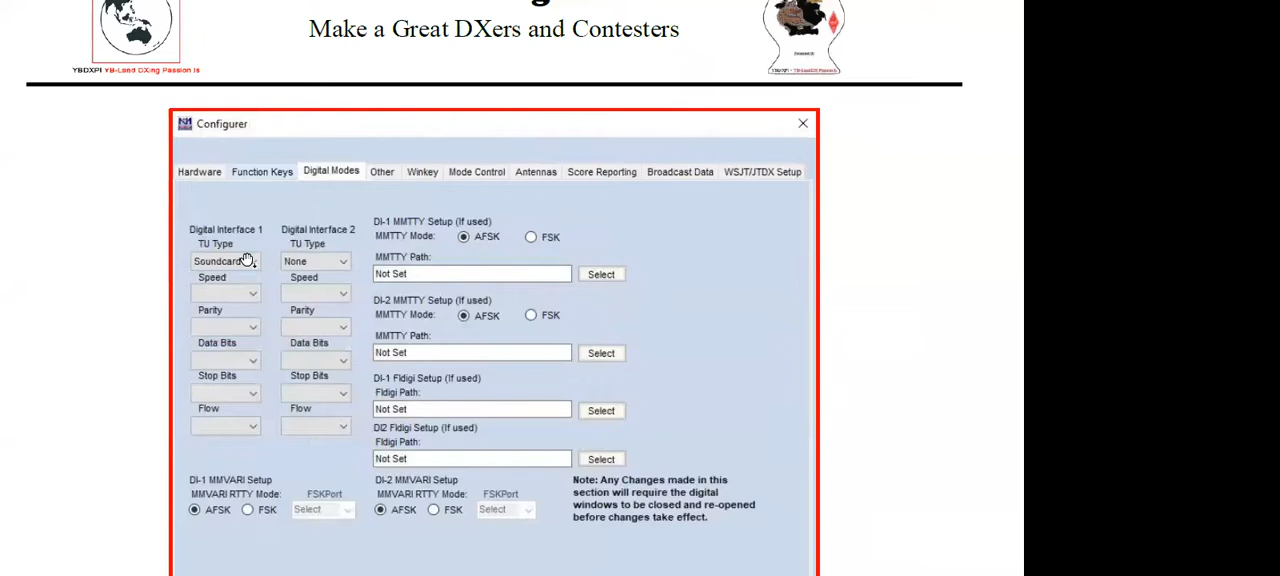 Make a Great DXers and Contesters
YBDXPI YB-Land DXing Passion Is
Configurer
Hardware Function Keys Digital Modes Other Winkey Mode Control Antennas Score Reporting Broadcast Data WSJT/JTDX Setup
Digital Interface 1 Digital Interface 2
TU Type TU Type
Soundcard None
Speed Speed
Parity Parity
Data Bits Data Bits
Stop Bits Stop Bits
Flow Flow
DI-1 MMTTY Setup (If used)
MMTTY Mode: AFSK FSK
MMTTY Path:
Not Set Select
DI-2 MMTTY Setup (If used)
MMTTY Mode: AFSK FSK
MMTTY Path:
Not Set Select
DI-1 Fldigi Setup (If used)
Fldigi Path:
Not Set Select
DI2 Fldigi Setup (If used)
Fldigi Path:
Not Set Select
DI-1 MMVARI Setup
MMVARI RTTY Mode: FSKPort
AFSK FSK Select
DI-2 MMVARI Setup
MMVARI RTTY Mode: FSKPort
AFSK FSK Select
Note: Any Changes made in this
section will require the digital
windows to be closed and re-opened
before changes take effect.